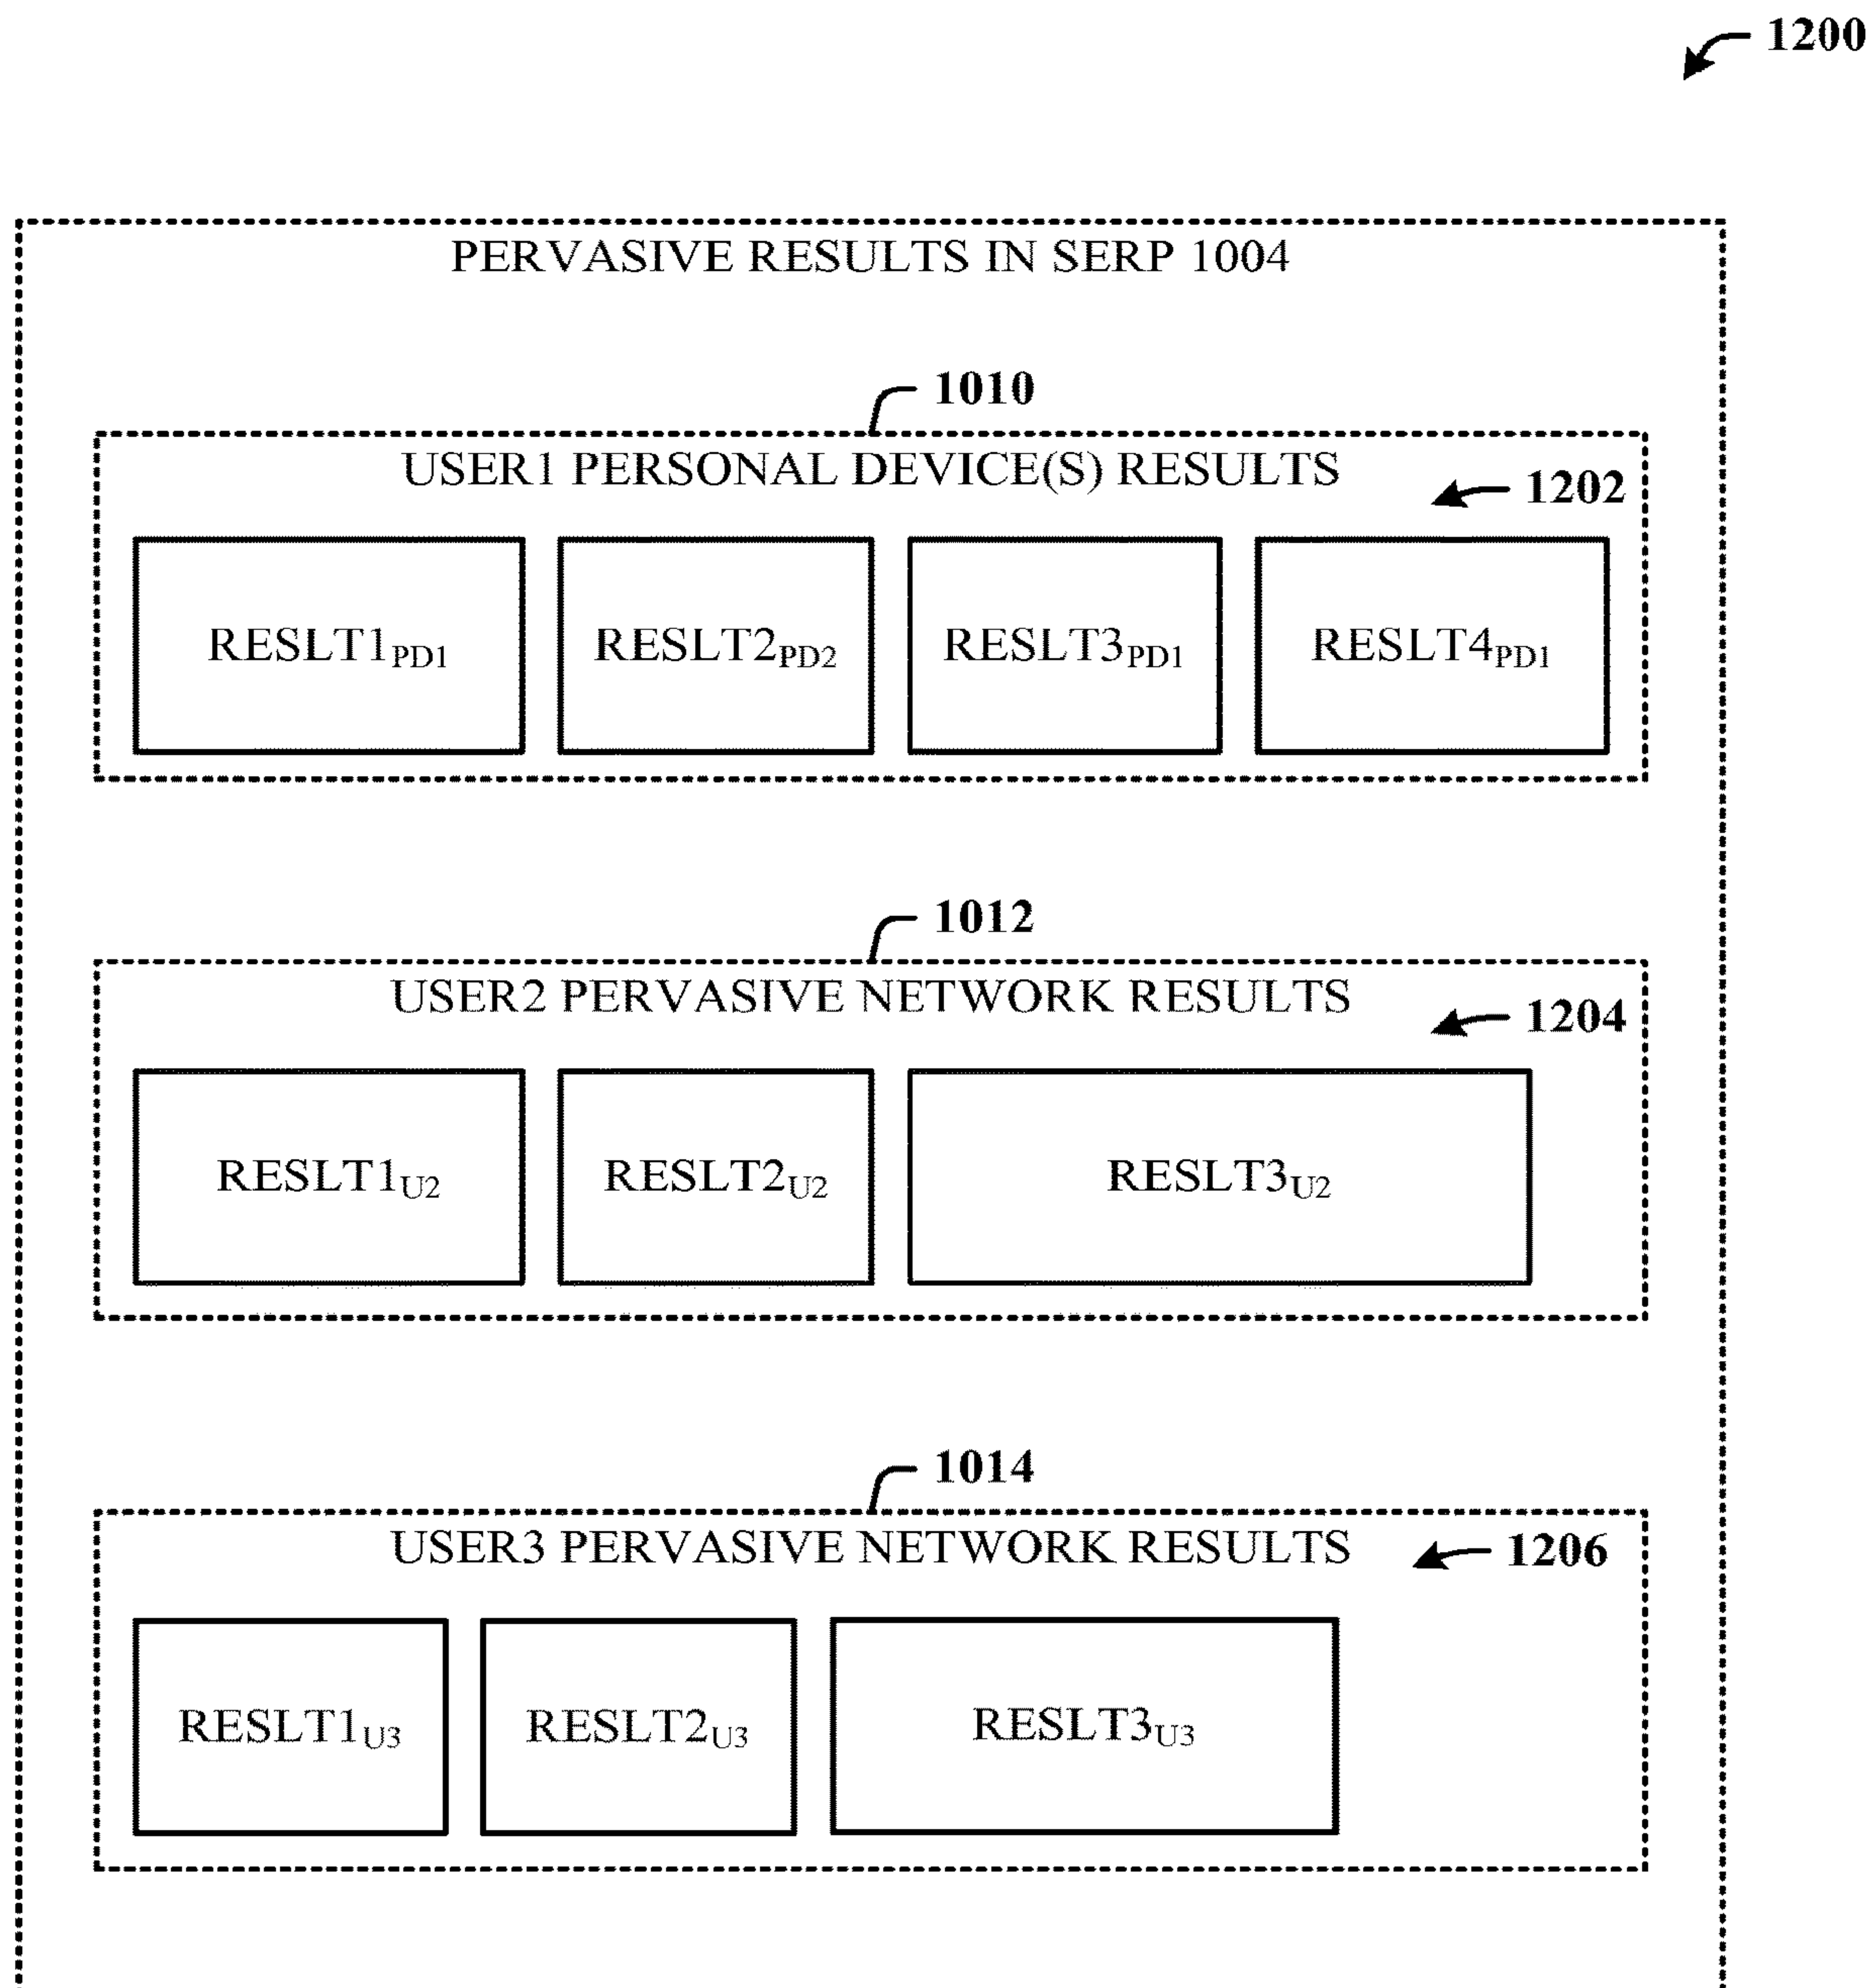 1200
PERVASIVE RESULTS IN SERP 1004
1010
USER1 PERSONAL DEVICE(S) RESULTS
1202
RESLT1PD1 RESLT2PD2 RESLT3PD1 RESLT4PD1
1012
USER2 PERVASIVE NETWORK RESULTS
1204
RESLT1U2 RESLT2U2 RESLT3U2
1014
USER3 PERVASIVE NETWORK RESULTS
1206
RESLT1U3 RESLT2U3 RESLT3U3